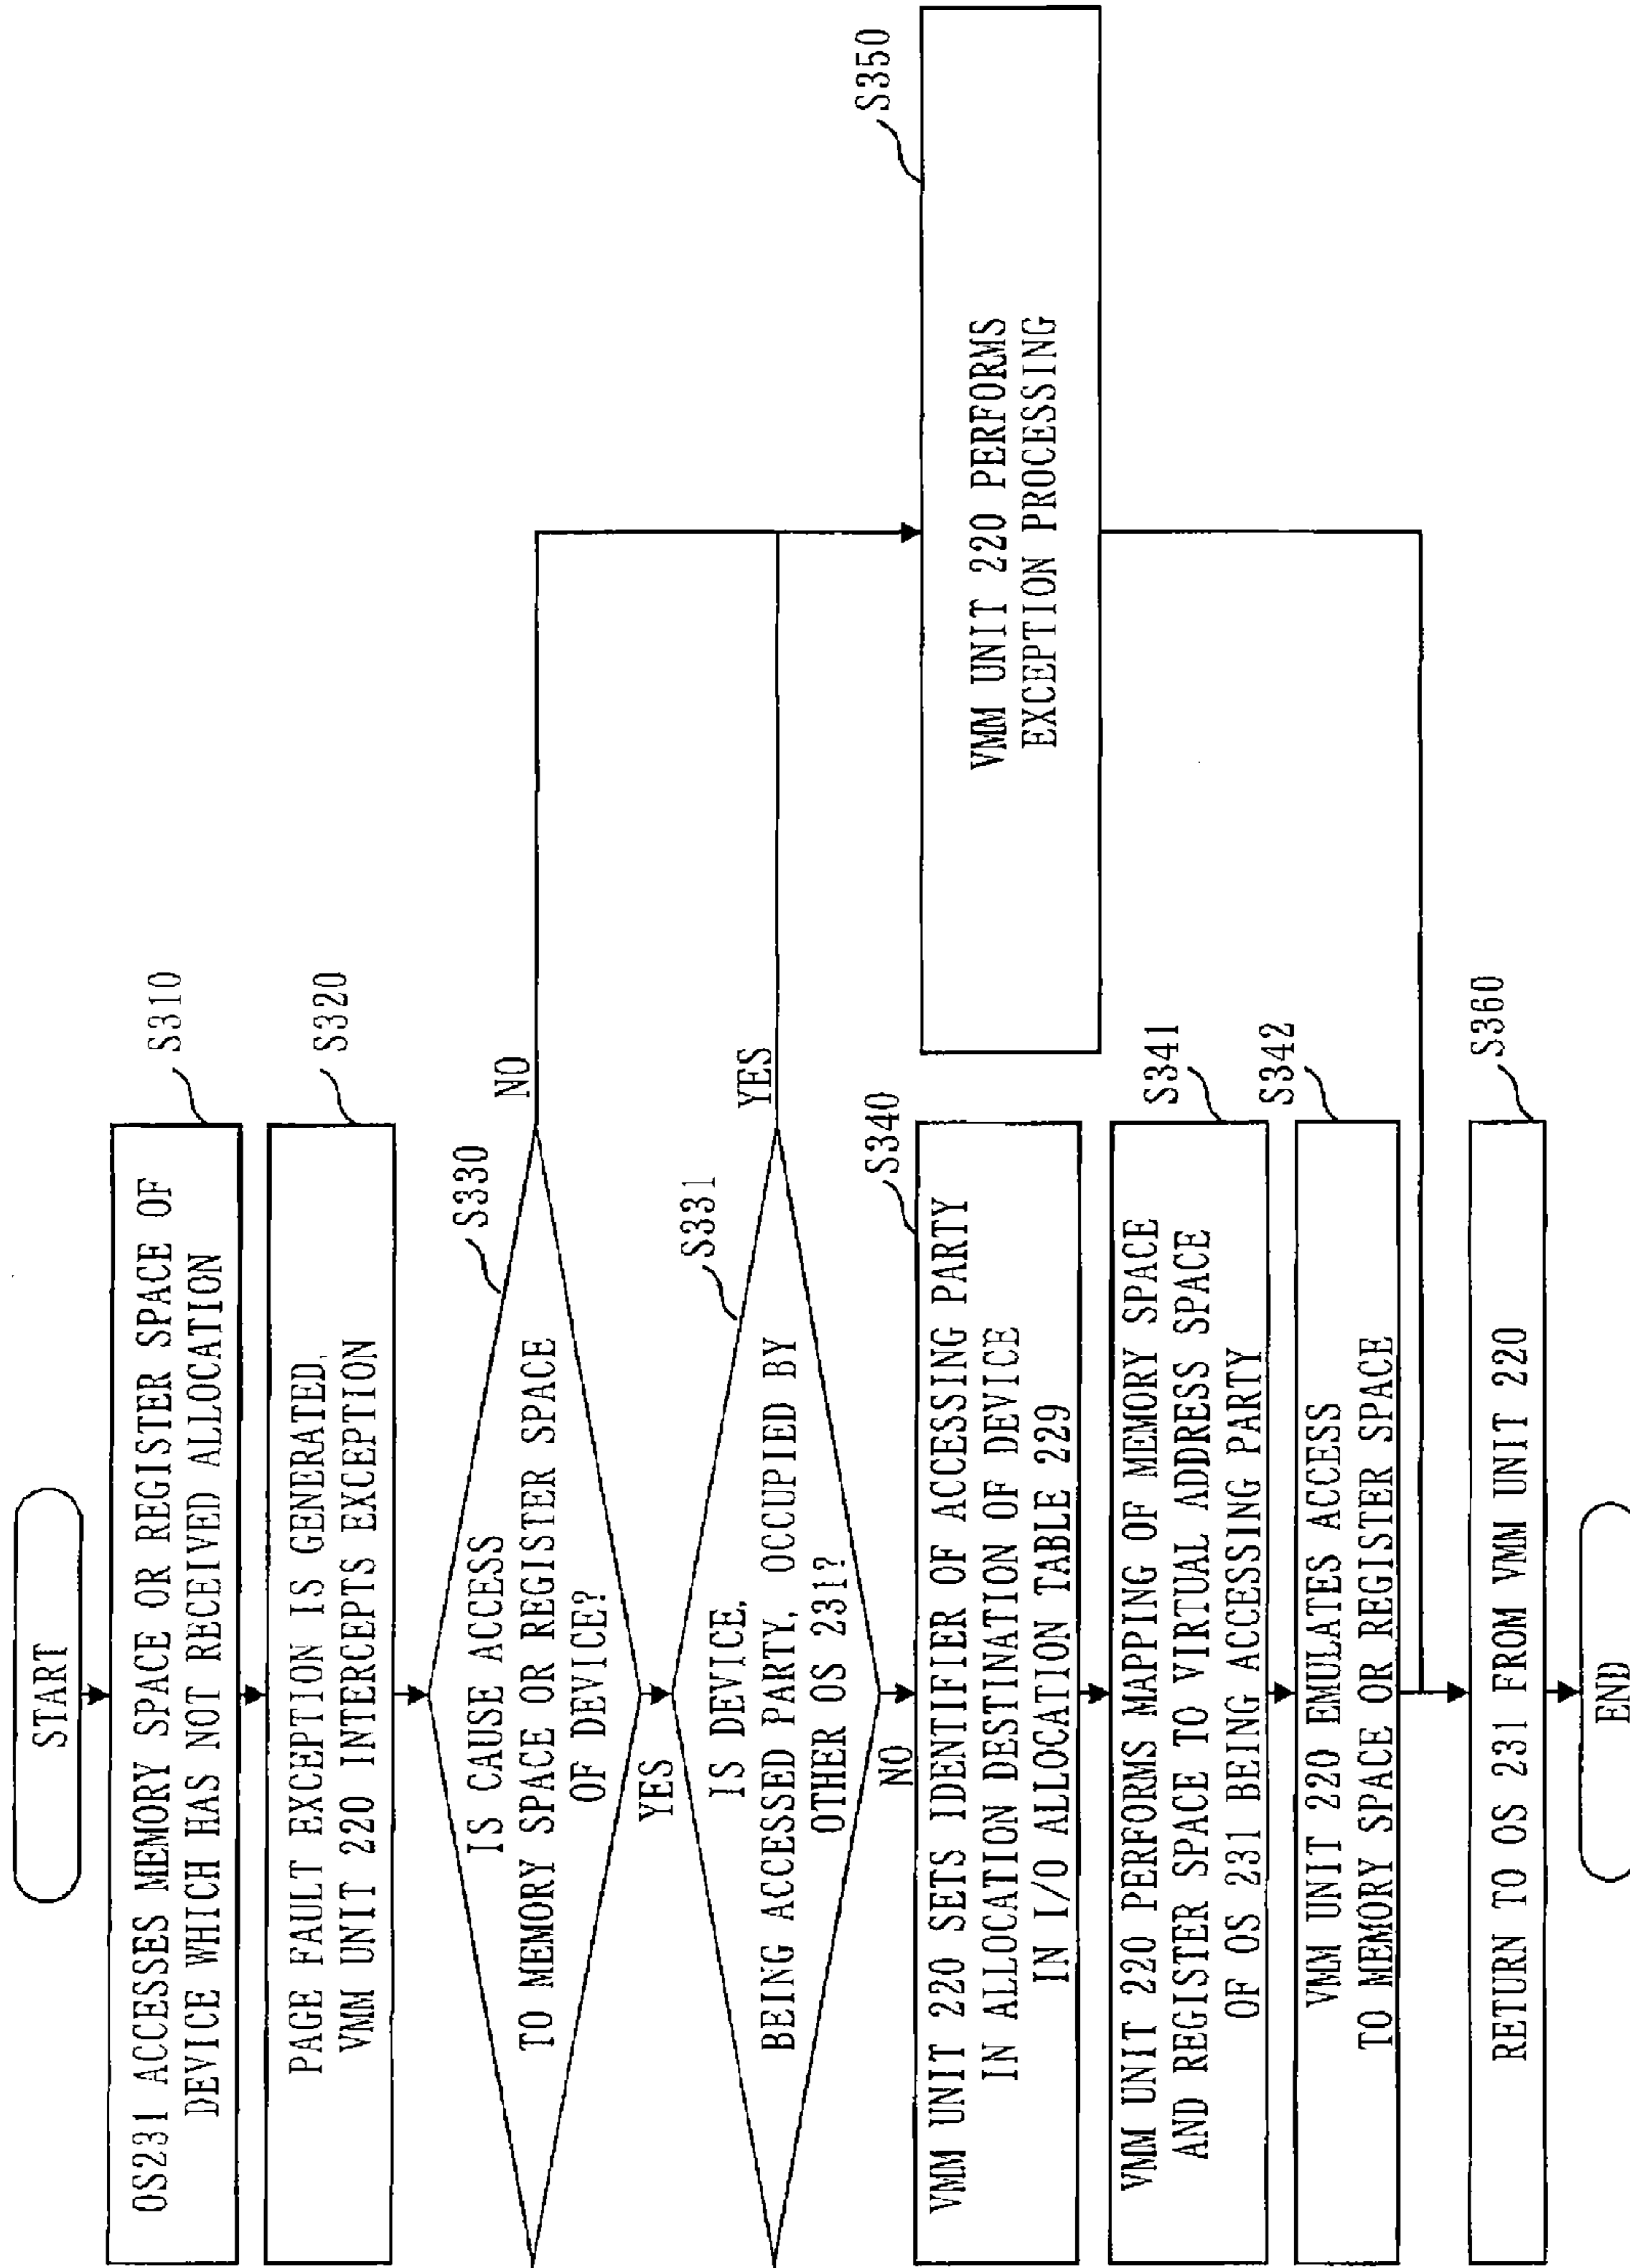 START
OS231 ACCESSES MEMORY SPACE OR REGISTER SPACE OF
DEVICE WHICH HAS NOT RECEIVED ALLOCATION
S310
PAGE FAULT EXCEPTION IS GENERATED,
VMM UNIT 220 INTERCEPTS EXCEPTION
S320
IS CAUSE ACCESS
TO MEMORY SPACE OR REGISTER SPACE
OF DEVICE?
S330
NO
YES
IS DEVICE,
BEING ACCESSED PARTY, OCCUPIED BY
OTHER OS 231?
S331
YES
NO
VMM UNIT 220 SETS IDENTIFIER OF ACCESSING PARTY
IN ALLOCATION DESTINATION OF DEVICE
IN I/O ALLOCATION TABLE 229
S340
VMM UNIT 220 PERFORMS
EXCEPTION PROCESSING
S350
VMM UNIT 220 PERFORMS MAPPING OF MEMORY SPACE
AND REGISTER SPACE TO VIRTUAL ADDRESS SPACE
OF OS 231 BEING ACCESSING PARTY
S341
VMM UNIT 220 EMULATES ACCESS
TO MEMORY SPACE OR REGISTER SPACE
S342
RETURN TO OS 231 FROM VMM UNIT 220
S360
END